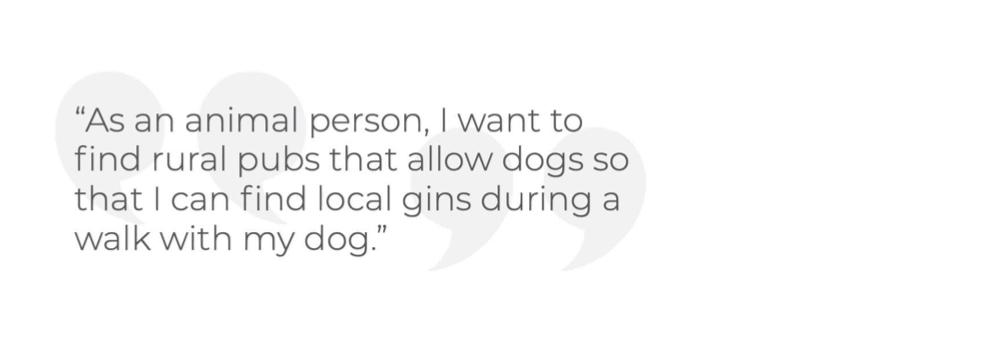 “As an animal person, I want to
find rural pubs that allow dogs so
that I can find local gins during a
walk with my dog.”